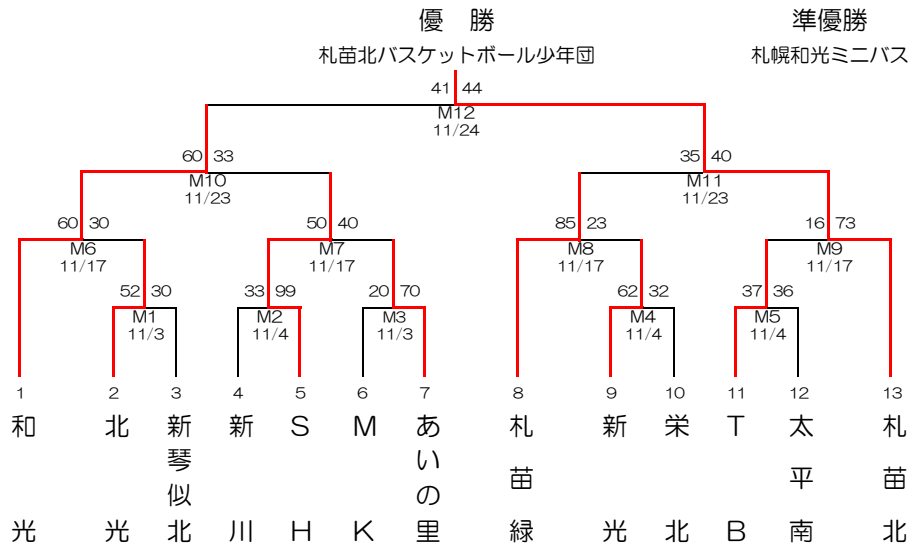 優　勝
準優勝
札苗北バスケットボール少年団
札幌和光ミニバス
41 44
M12
11/24
60 33
35 40
M10
M11
11/23
11/23
60 30
50 40
85 23
16 73
M6
M7
M8
M9
11/17
11/17
11/17
11/17
52 30
33 99
20 70
62 32
37 36
M1
M2
M3
M4
M5
11/3
11/4
11/3
11/4
11/4
1 2 3 4 5 6 7 8 9 10 11 12 13
和光
北光
新琴似北
新川
SH
MK
あいの里
札苗緑
新光
栄北
TB
太平南
札苗北